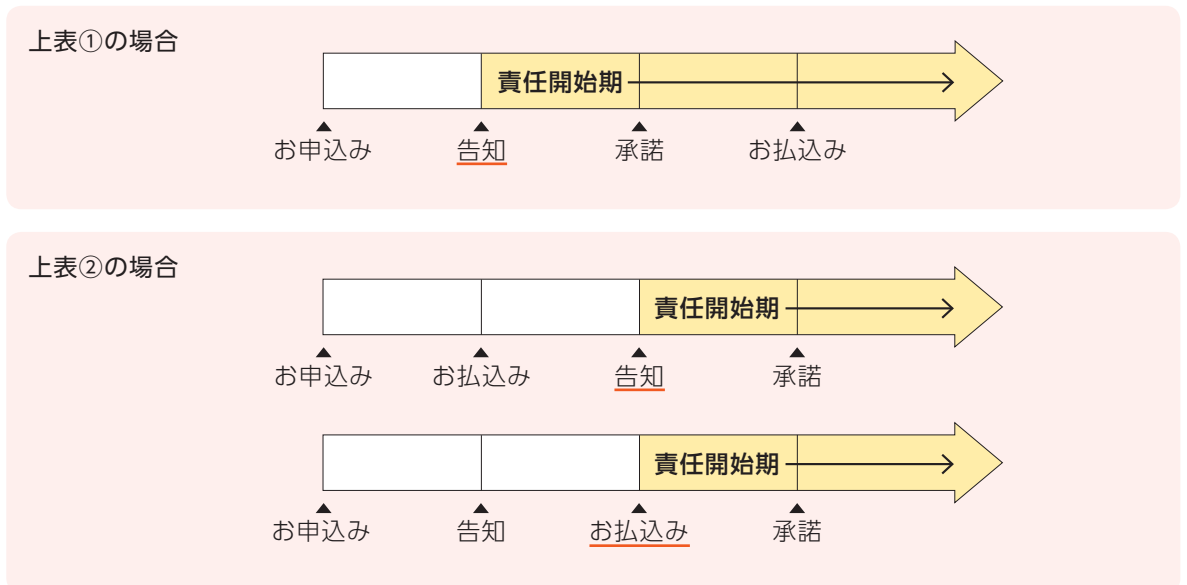 上表①の場合
責任開始期
お申込み 告知 承諾 お払込み
上表②の場合
責任開始期
お申込み お払込み 告知 承諾
責任開始期
お申込み 告知 お払込み 承諾